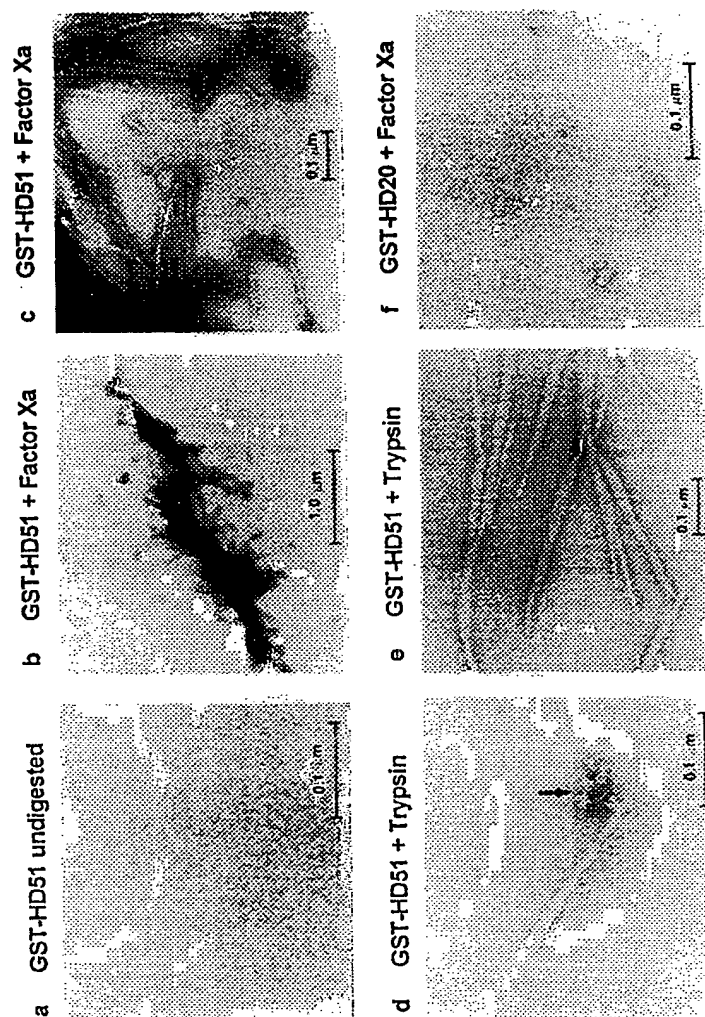 a GST-HD51 undigested
0.1 µm
b GST-HD51 + Factor Xa
1.0 µm
c GST-HD51 + Factor Xa
0.1 µm
d GST-HD51 + Trypsin
0.1 µm
e GST-HD51 + Trypsin
0.1 µm
f GST-HD20 + Factor Xa
0.1 µm